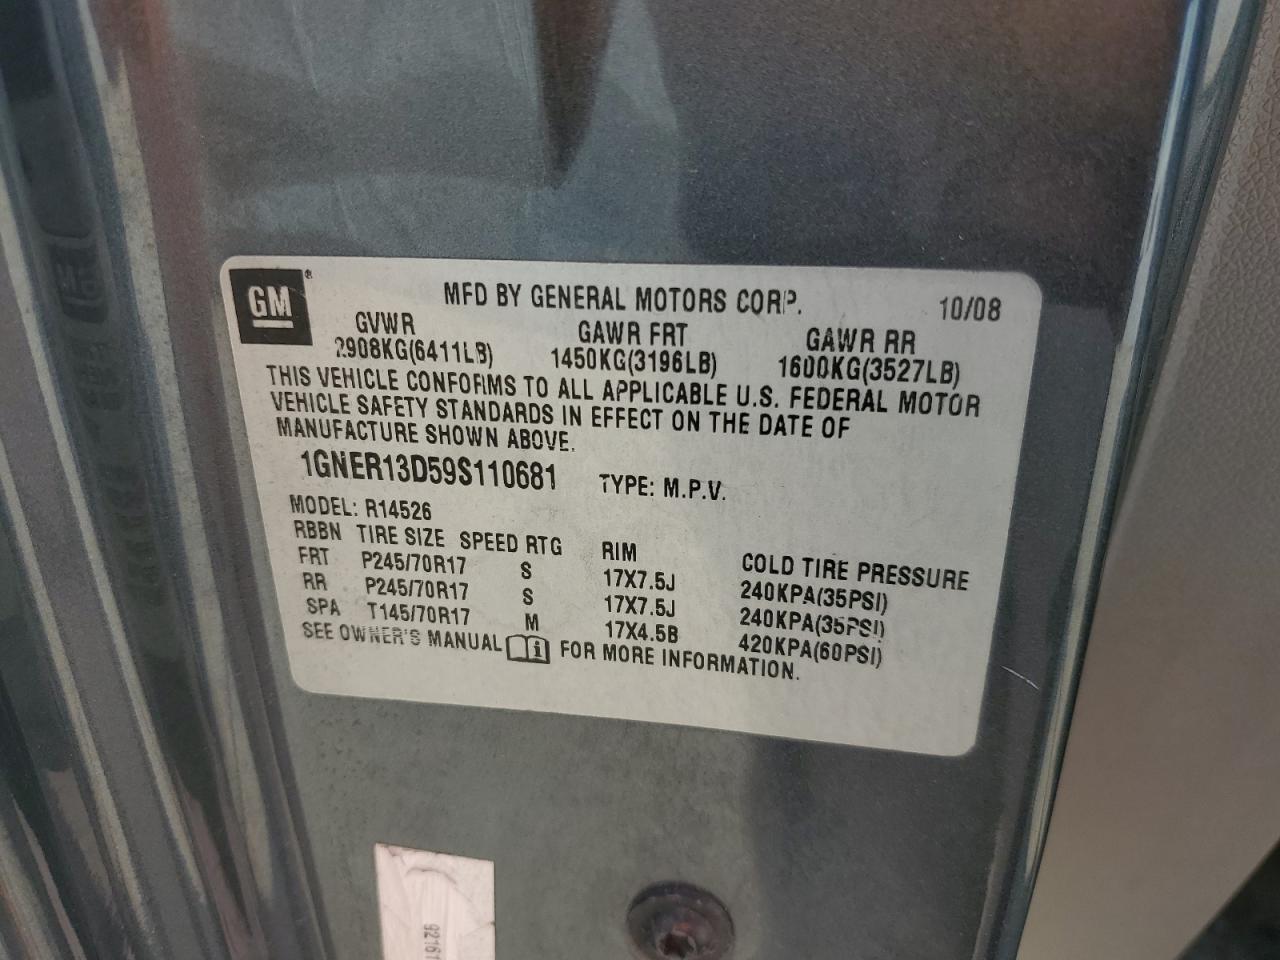 GM ®
MFD BY GENERAL MOTORS CORP. 10/08
GVWR GAWR FRT GAWR RR
2908KG(6411LB) 1450KG(3196LB) 1600KG(3527LB)
THIS VEHICLE CONFORMS TO ALL APPLICABLE U.S. FEDERAL MOTOR
VEHICLE SAFETY STANDARDS IN EFFECT ON THE DATE OF
MANUFACTURE SHOWN ABOVE.
1GNER13D59S110681 TYPE: M.P.V.
MODEL: R14526
RBBN TIRE SIZE SPEED RTG RIM COLD TIRE PRESSURE
FRT P245/70R17 S 17X7.5J 240KPA(35PSI)
RR P245/70R17 S 17X7.5J 240KPA(35PSI)
SPA T145/70R17 M 17X4.5B 420KPA(60PSI)
SEE OWNER'S MANUAL i FOR MORE INFORMATION.